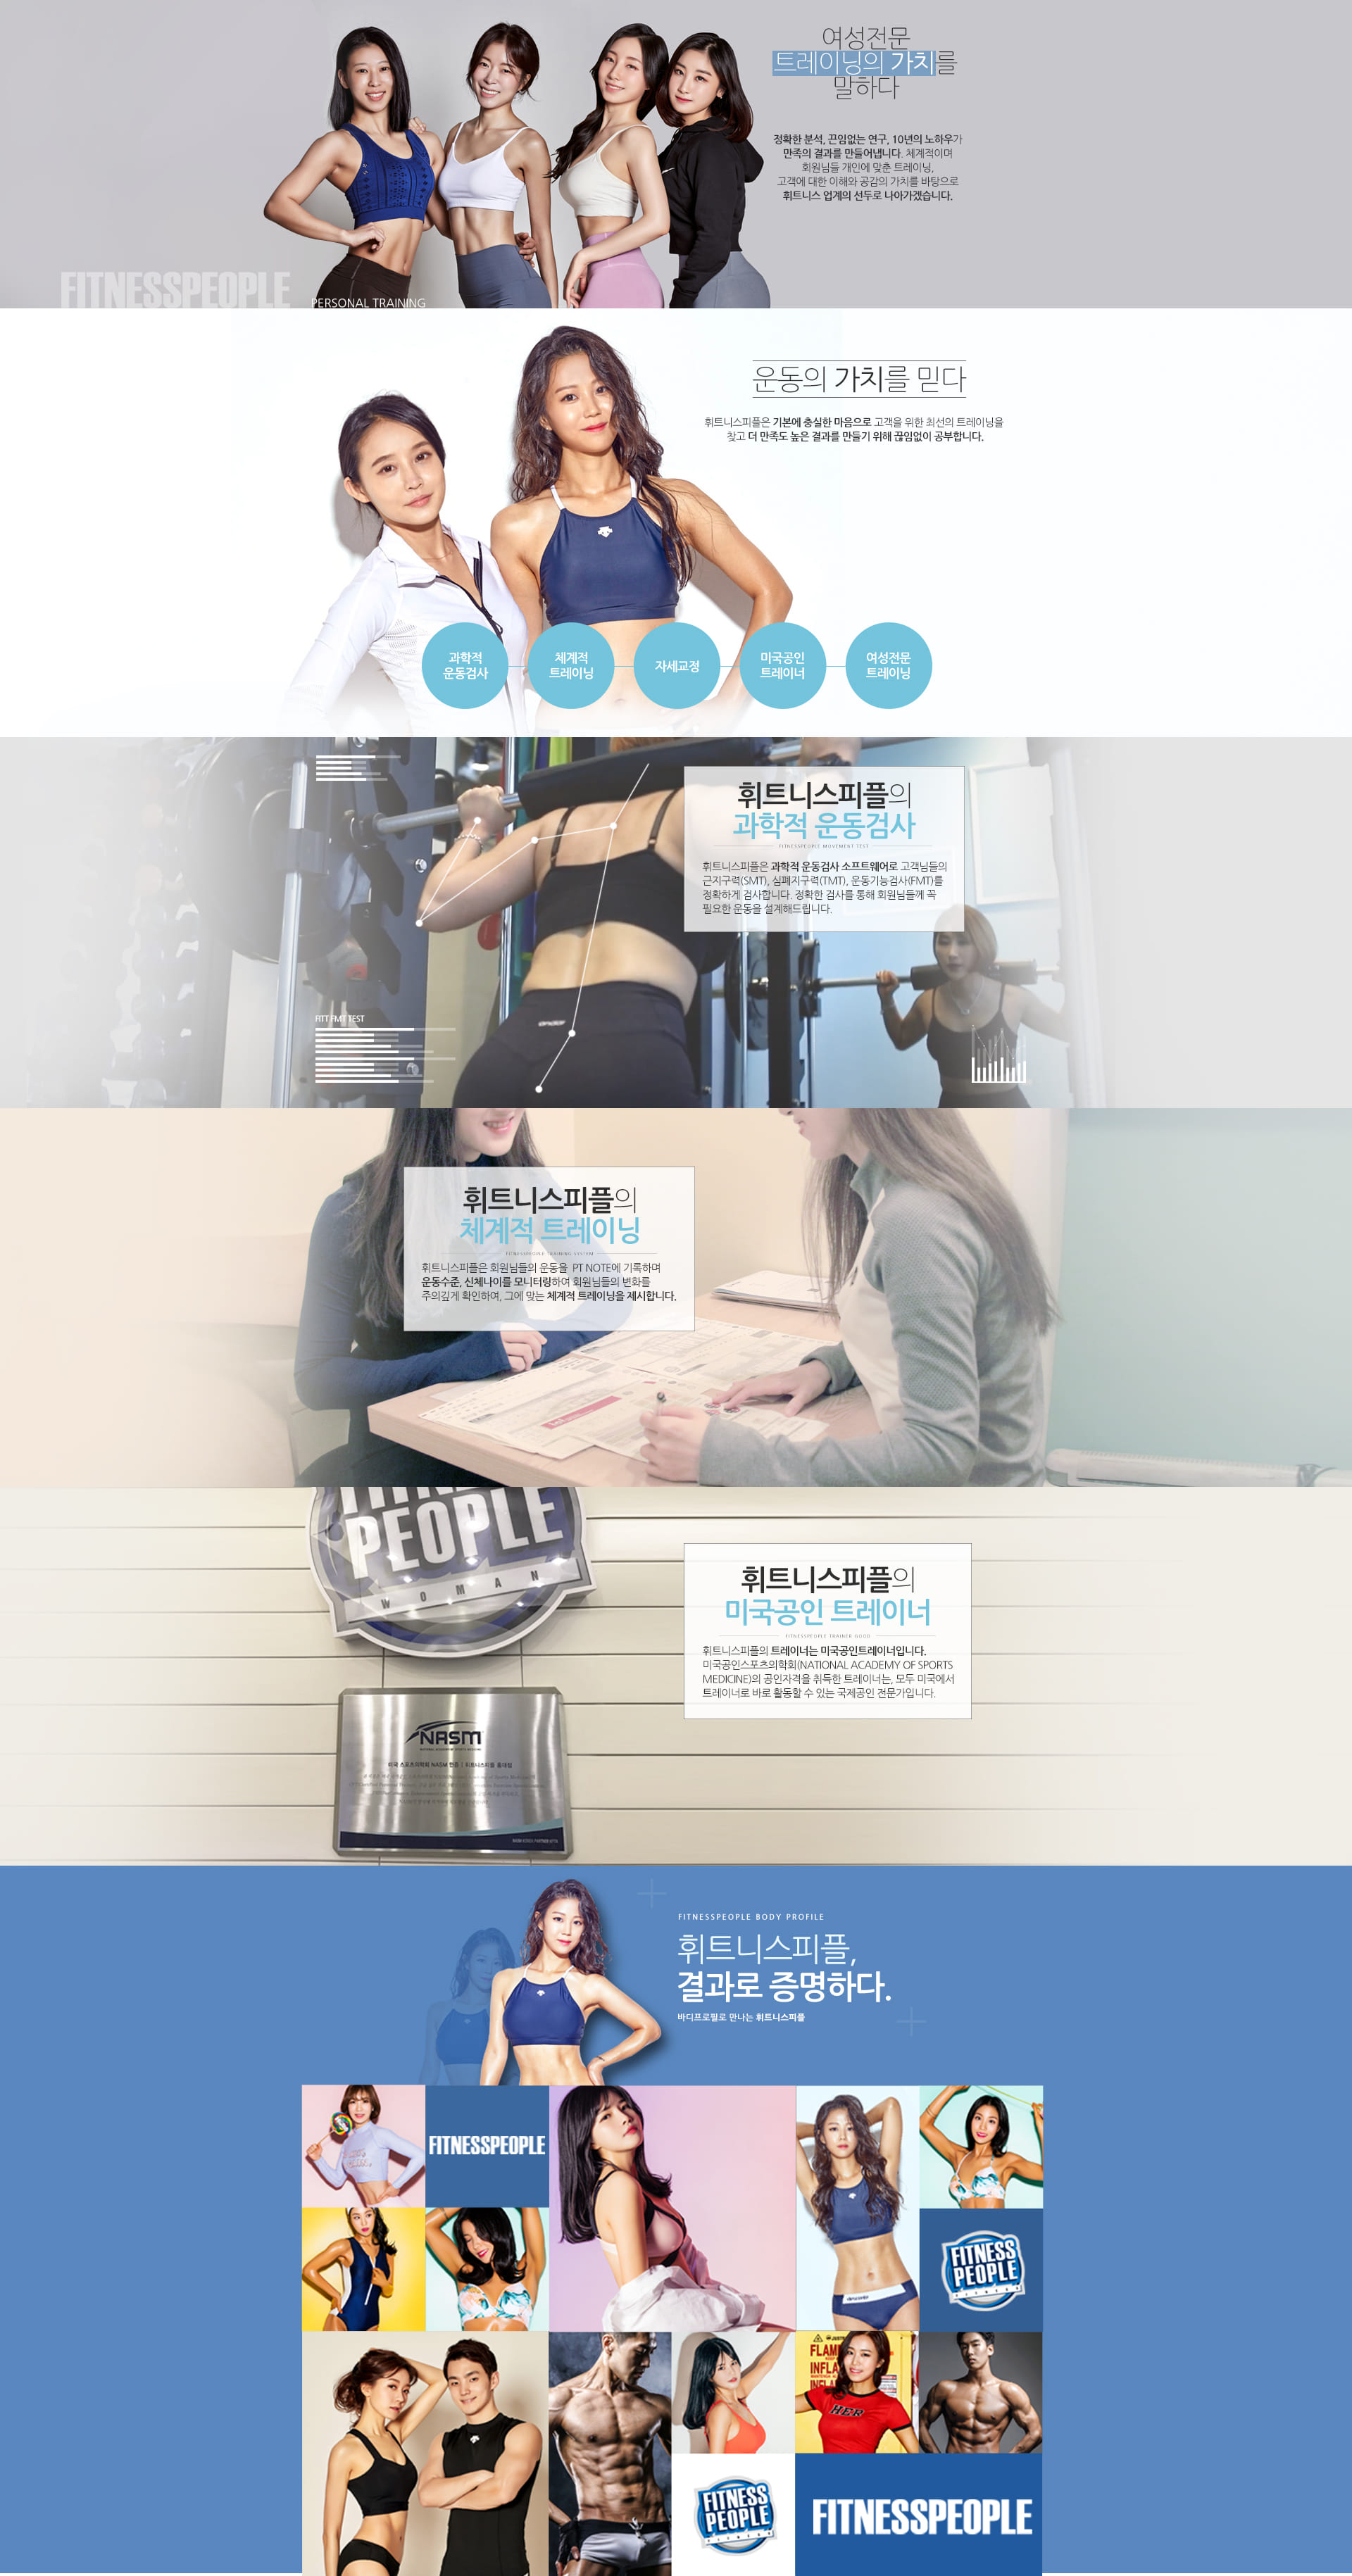 여성전문
트레이닝의 가치를
말하다
정확한 분석, 끈임없는 연구, 10년의 노하우가
만족의 결과를 만들어냅니다. 체계적이며
회원님들 개인에 맞춘 트레이닝,
고객에 대한 이해와 공감의 가치를 바탕으로
휘트니스 업계의 선두로 나아가겠습니다.
FITNESSPEOPLE
PERSONAL TRAINING
운동의 가치를 믿다
휘트니스피플은 기본에 충실한 마음으로 고객을 위한 최선의 트레이닝을
찾고 더 만족도 높은 결과를 만들기 위해 끊임없이 공부합니다.
과학적
운동검사
체계적
트레이닝
자세교정
미국공인
트레이너
여성전문
트레이닝
휘트니스피플의
과학적 운동검사
FITNESSPEOPLE MOVEMENT TEST
휘트니스피플은 과학적 운동검사 소프트웨어로 고객님들의
근지구력(SMT), 심폐지구력(TMT), 운동기능검사(FMT)를
정확하게 검사합니다. 정확한 검사를 통해 회원님들께 꼭
필요한 운동을 설계해드립니다.
FITT FMT TEST
휘트니스피플의
체계적 트레이닝
FITNESSPEOPLE TRAINING SYSTEM
휘트니스피플은 회원님들의 운동을 PT NOTE에 기록하며
운동수준, 신체나이를 모니터링하여 회원님들의 변화를
주의깊게 확인하여, 그에 맞는 체계적 트레이닝을 제시합니다.
PEOPLE
WOMAN
휘트니스피플의
미국공인 트레이너
FITNESSPEOPLE TRAINER GOOD
휘트니스피플의 트레이너는 미국공인트레이너입니다.
미국공인스포츠의학회(NATIONAL ACADEMY OF SPORTS
MEDICINE)의 공인자격을 취득한 트레이너는, 모두 미국에서
트레이너로 바로 활동할 수 있는 국제공인 전문가입니다.
NASM
FITNESSPEOPLE BODY PROFILE
휘트니스피플,
결과로 증명하다.
바디프로필로 만나는 휘트니스피플
FITNESSPEOPLE
FITNESS
PEOPLE
FLAM
INFLA
HER
FITNESS
PEOPLE
FITNESSPEOPLE